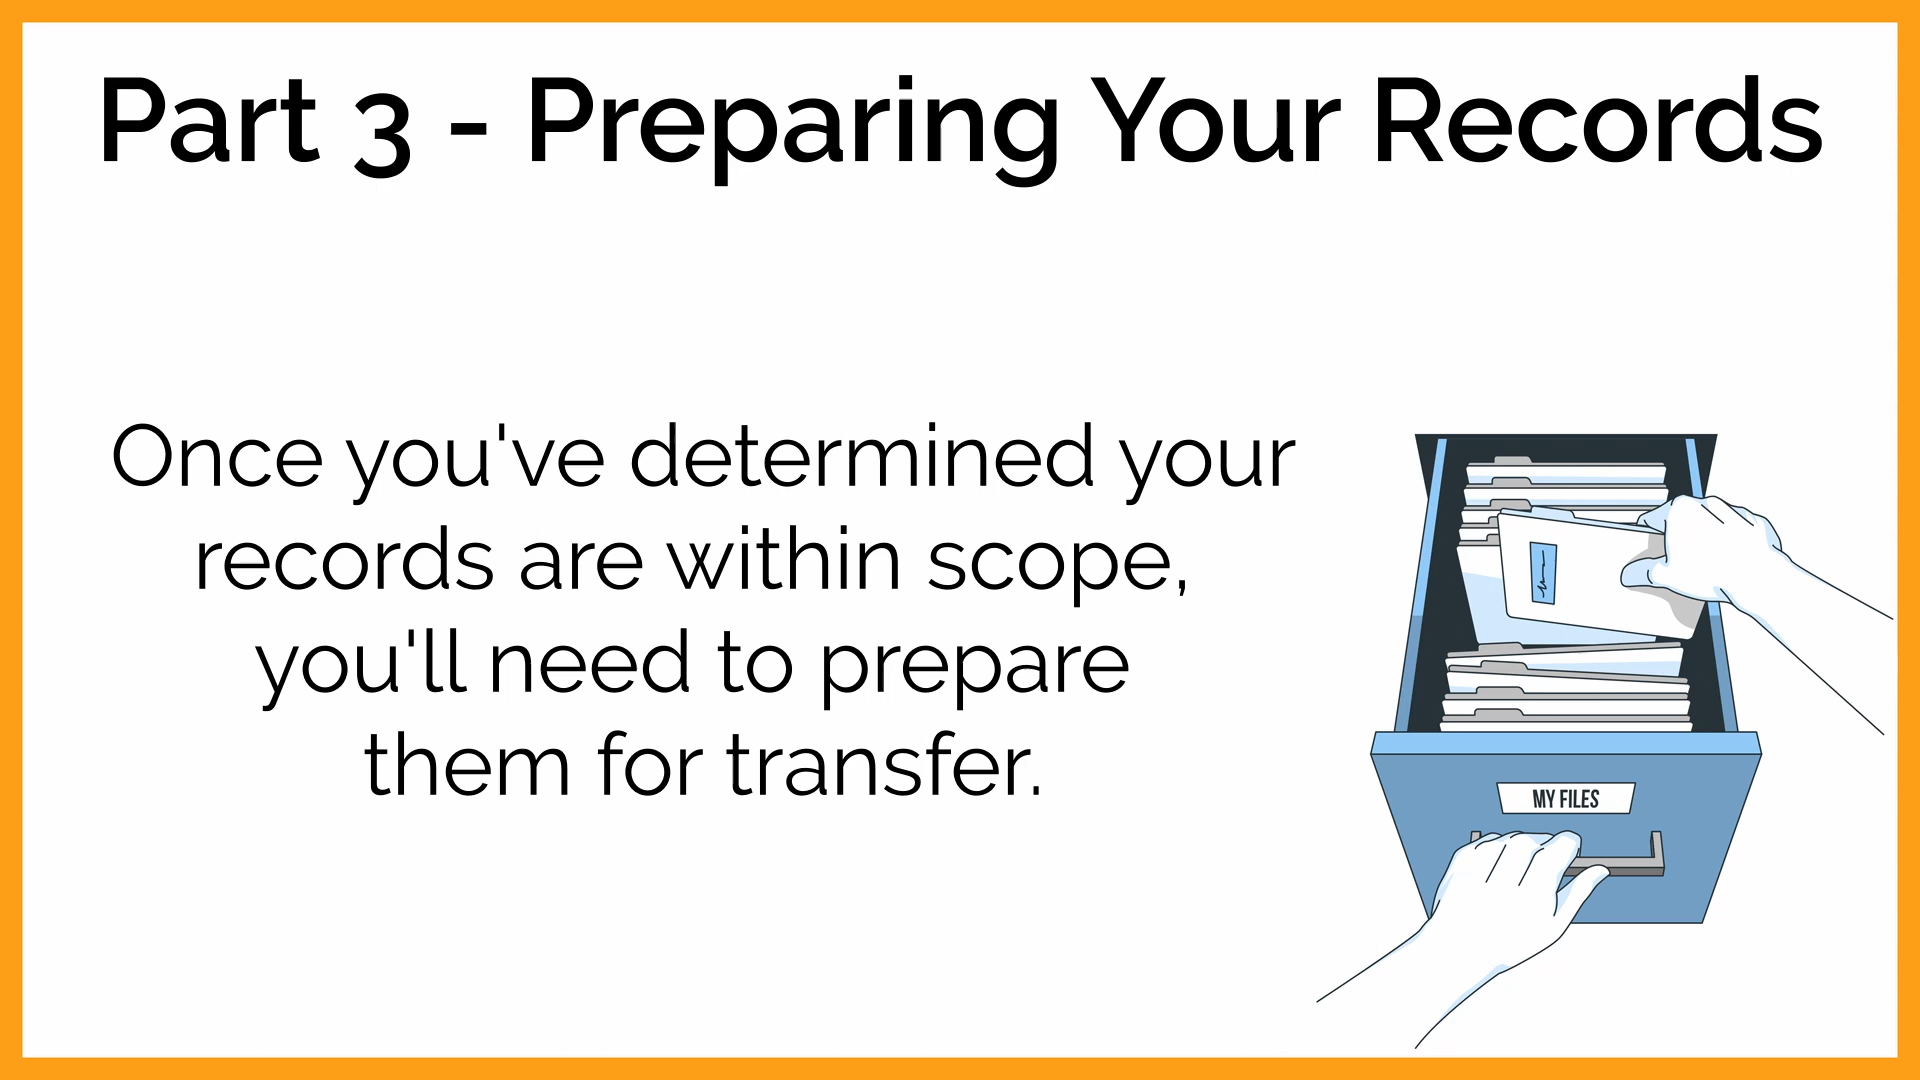 Part 3 - Preparing Your Records
Once you've determined your
records are within scope,
you'll need to prepare
them for transfer.
MY FILES